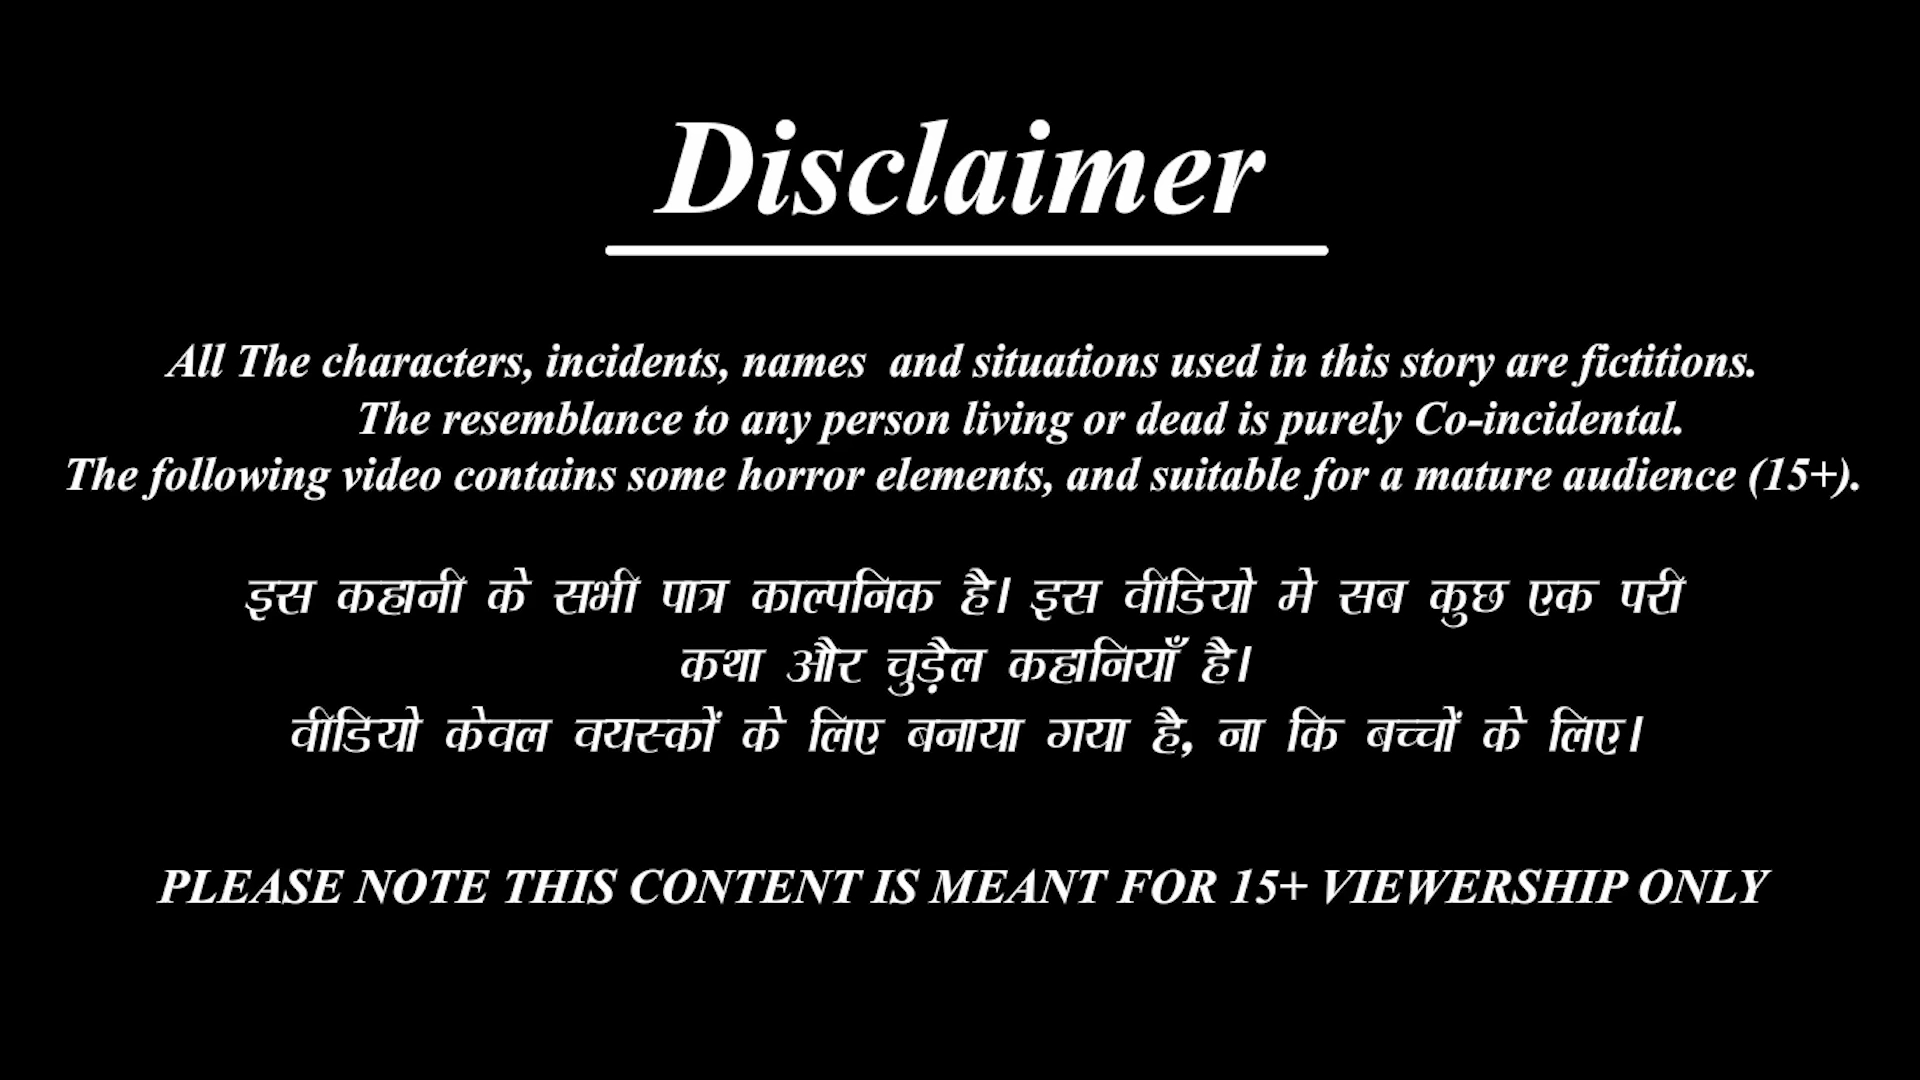 Disclaimer
All The characters, incidents, names and situations used in this story are fictitions.
The resemblance to any person living or dead is purely Co-incidental.
The following video contains some horror elements, and suitable for a mature audience (15+).
इस कहानी के सभी पात्र काल्पनिक है। इस वीडियो मे सब कुछ एक परी
कथा और चुड़ैल कहानियाँ है।
वीडियो केवल वयस्कों के लिए बनाया गया है, ना कि बच्चों के लिए।
PLEASE NOTE THIS CONTENT IS MEANT FOR 15+ VIEWERSHIP ONLY